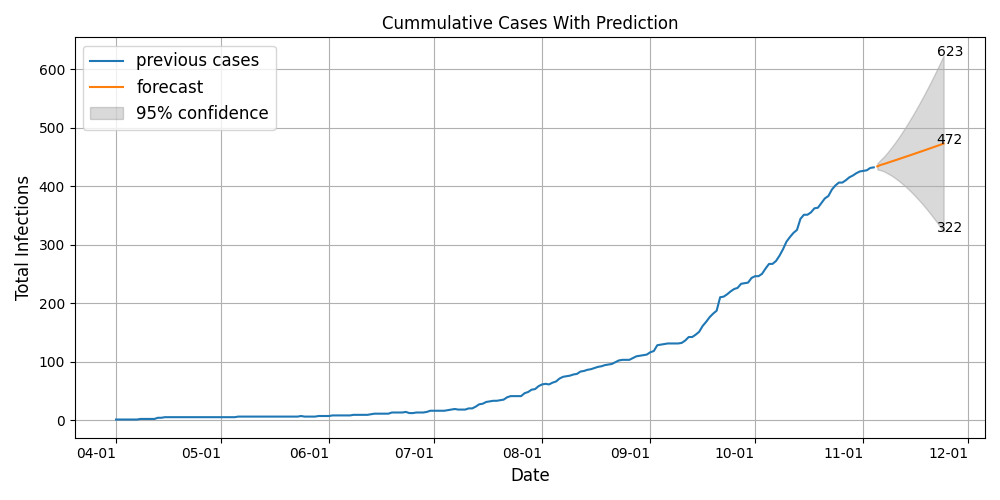 Cummulative Cases With Prediction
previous cases
forecast
95% confidence
623
472
322
600
500
400
300
200
100
0
Total Infections
04-01 05-01 06-01 07-01 08-01 09-01 10-01 11-01 12-01
Date